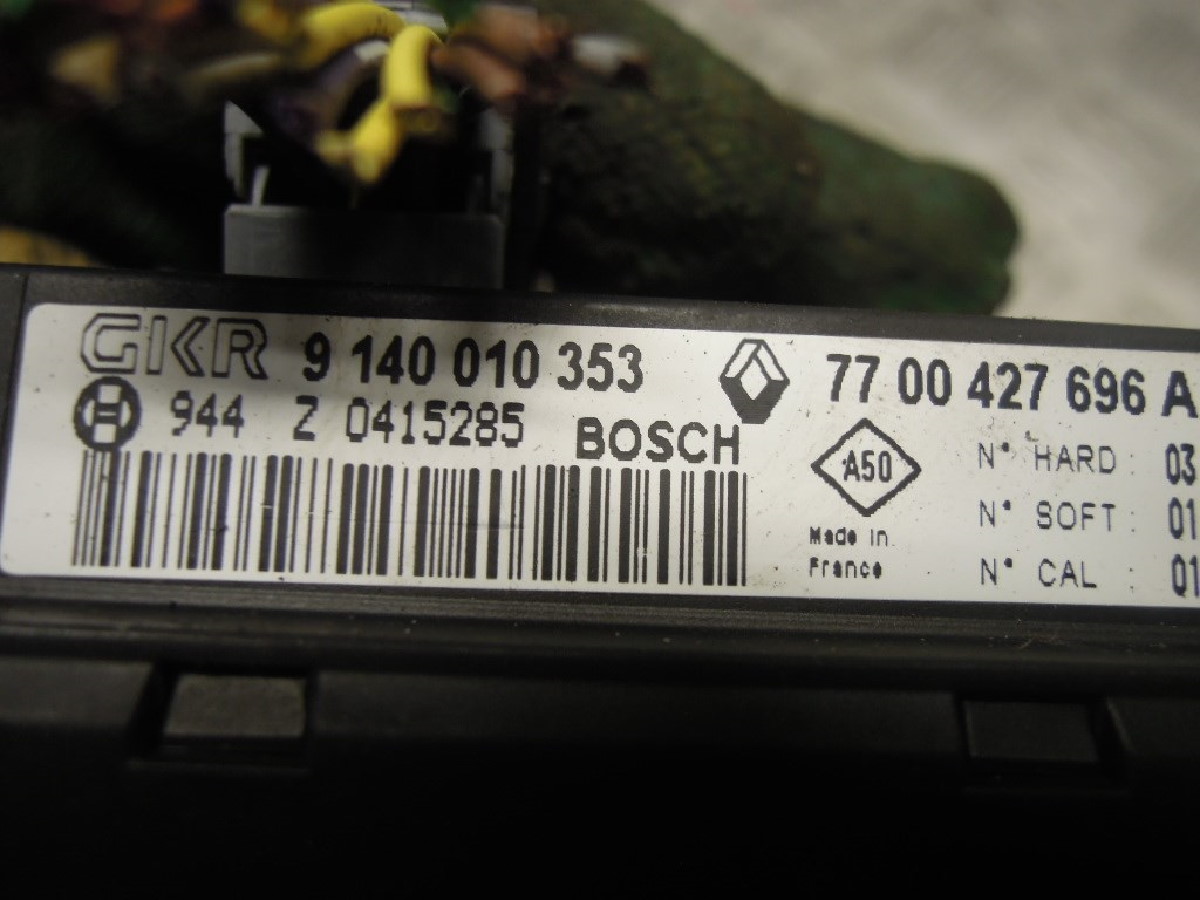 GKR 9 140 010 353
944 Z 0415285 BOSCH
77 00 427 696 A
A50
Made in
France
N° HARD : 03
N° SOFT : 01
N° CAL : 01